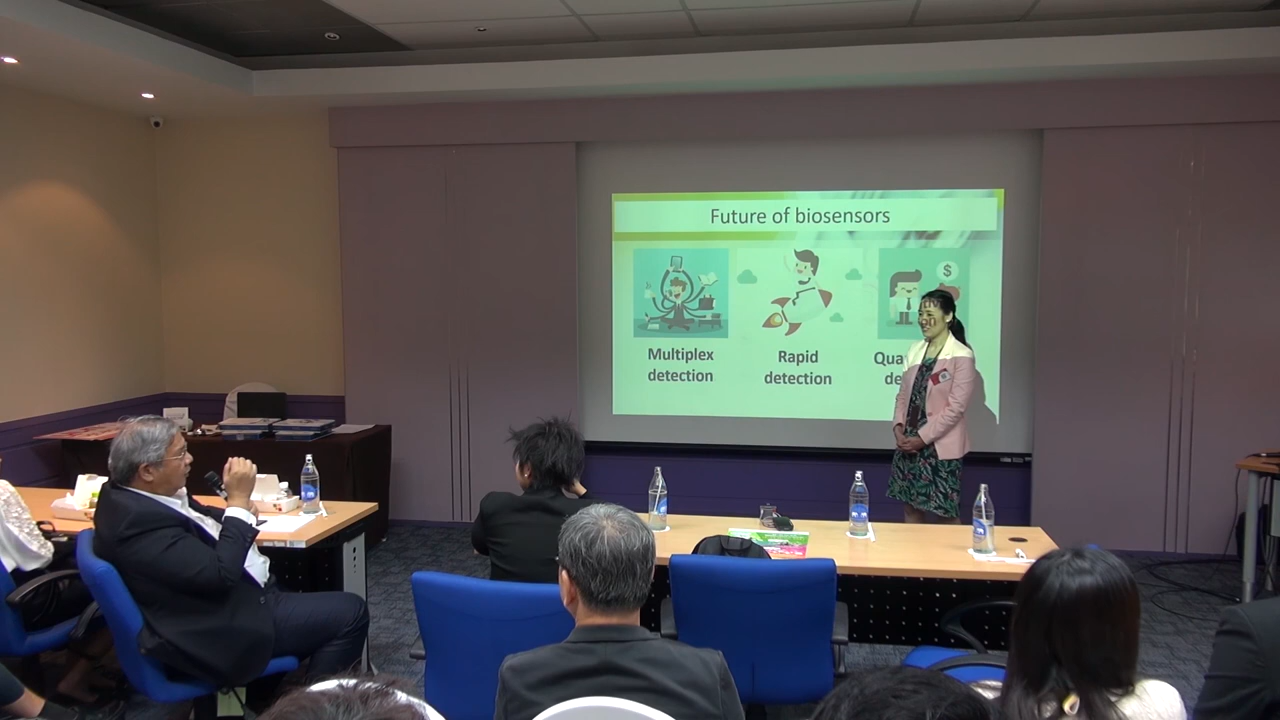 Future of biosensors
$
Multiplex
detection
Rapid
detection